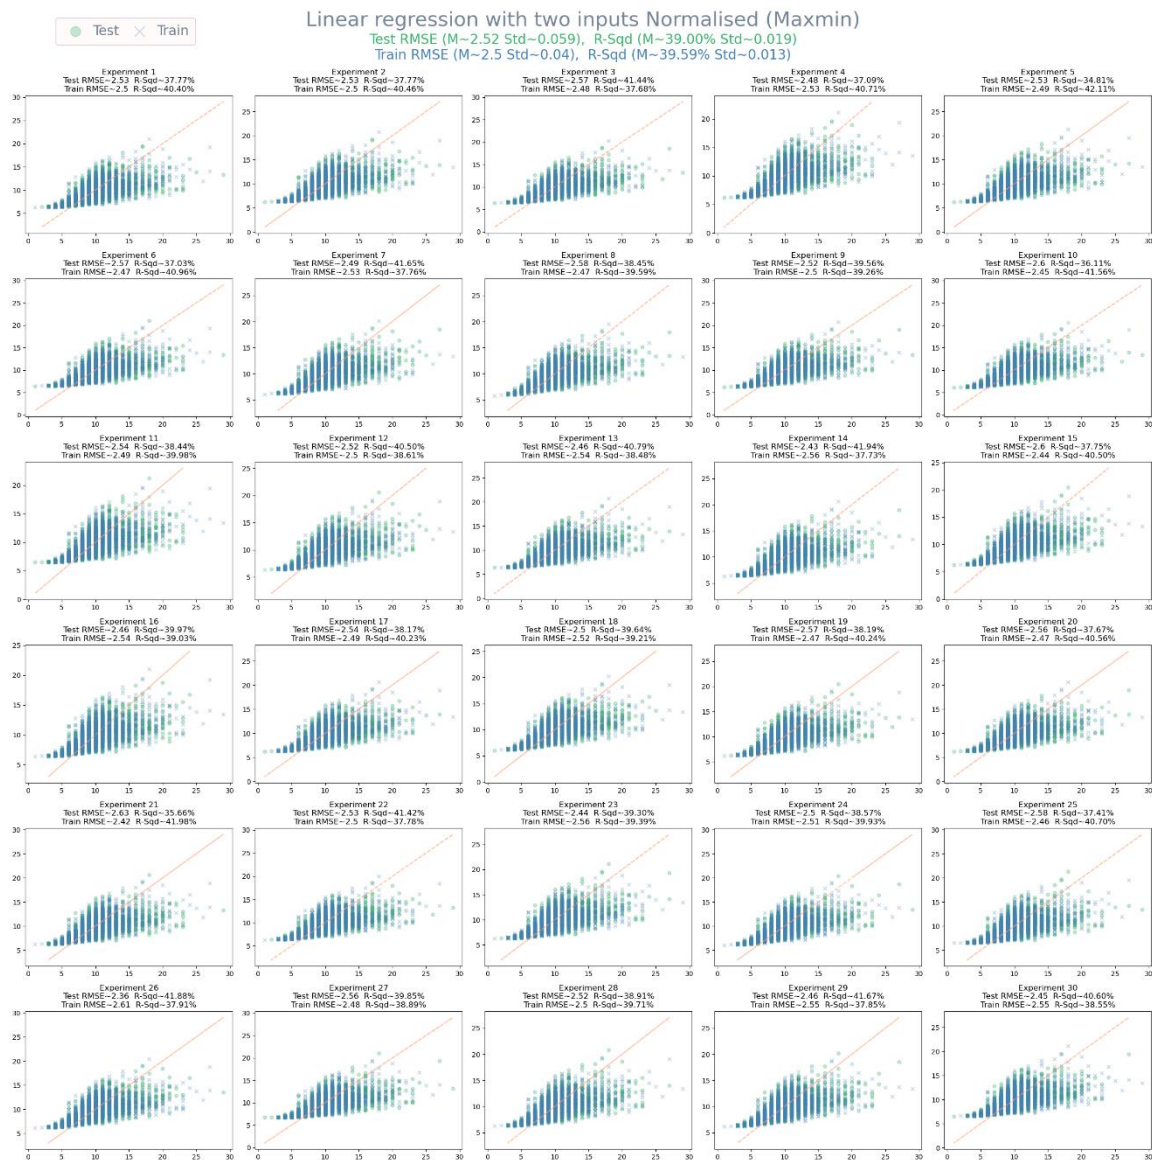 Linear regression with two inputs Normalised (Maxmin)
Test Train
Test RMSE (M~2.52 Std~0.059), R-Sqd (M~39.00% Std~0.019)
Train RMSE (M~2.5 Std~0.04), R-Sqd (M~39.59% Std~0.013)
Experiment 1
Test RMSE~2.53 R-Sqd~37.77%
Train RMSE~2.5 R-Sqd~40.40%
Experiment 2
Test RMSE~2.53 R-Sqd~37.77%
Train RMSE~2.5 R-Sqd~40.46%
Experiment 3
Test RMSE~2.57 R-Sqd~41.44%
Train RMSE~2.48 R-Sqd~37.68%
Experiment 4
Test RMSE~2.48 R-Sqd~37.09%
Train RMSE~2.53 R-Sqd~40.71%
Experiment 5
Test RMSE~2.53 R-Sqd~34.81%
Train RMSE~2.49 R-Sqd~42.11%
Experiment 6
Test RMSE~2.57 R-Sqd~37.03%
Train RMSE~2.47 R-Sqd~40.96%
Experiment 7
Test RMSE~2.49 R-Sqd~41.65%
Train RMSE~2.53 R-Sqd~37.76%
Experiment 8
Test RMSE~2.58 R-Sqd~38.45%
Train RMSE~2.47 R-Sqd~39.59%
Experiment 9
Test RMSE~2.52 R-Sqd~39.56%
Train RMSE~2.5 R-Sqd~39.26%
Experiment 10
Test RMSE~2.6 R-Sqd~36.11%
Train RMSE~2.45 R-Sqd~41.56%
Experiment 11
Test RMSE~2.54 R-Sqd~38.44%
Train RMSE~2.49 R-Sqd~39.98%
Experiment 12
Test RMSE~2.52 R-Sqd~40.50%
Train RMSE~2.5 R-Sqd~38.61%
Experiment 13
Test RMSE~2.46 R-Sqd~40.79%
Train RMSE~2.54 R-Sqd~38.48%
Experiment 14
Test RMSE~2.43 R-Sqd~41.94%
Train RMSE~2.56 R-Sqd~37.73%
Experiment 15
Test RMSE~2.6 R-Sqd~37.75%
Train RMSE~2.44 R-Sqd~40.50%
Experiment 16
Test RMSE~2.46 R-Sqd~39.97%
Train RMSE~2.54 R-Sqd~39.03%
Experiment 17
Test RMSE~2.54 R-Sqd~38.17%
Train RMSE~2.49 R-Sqd~40.23%
Experiment 18
Test RMSE~2.5 R-Sqd~39.64%
Train RMSE~2.52 R-Sqd~39.21%
Experiment 19
Test RMSE~2.57 R-Sqd~38.19%
Train RMSE~2.47 R-Sqd~40.24%
Experiment 20
Test RMSE~2.56 R-Sqd~37.67%
Train RMSE~2.47 R-Sqd~40.56%
Experiment 21
Test RMSE~2.63 R-Sqd~35.66%
Train RMSE~2.42 R-Sqd~41.98%
Experiment 22
Test RMSE~2.53 R-Sqd~41.42%
Train RMSE~2.5 R-Sqd~37.78%
Experiment 23
Test RMSE~2.44 R-Sqd~39.30%
Train RMSE~2.56 R-Sqd~39.39%
Experiment 24
Test RMSE~2.5 R-Sqd~38.57%
Train RMSE~2.51 R-Sqd~39.93%
Experiment 25
Test RMSE~2.58 R-Sqd~37.41%
Train RMSE~2.46 R-Sqd~40.70%
Experiment 26
Test RMSE~2.36 R-Sqd~41.88%
Train RMSE~2.61 R-Sqd~37.91%
Experiment 27
Test RMSE~2.56 R-Sqd~39.85%
Train RMSE~2.48 R-Sqd~38.89%
Experiment 28
Test RMSE~2.52 R-Sqd~38.91%
Train RMSE~2.5 R-Sqd~39.71%
Experiment 29
Test RMSE~2.46 R-Sqd~41.67%
Train RMSE~2.55 R-Sqd~37.85%
Experiment 30
Test RMSE~2.45 R-Sqd~40.60%
Train RMSE~2.55 R-Sqd~38.55%